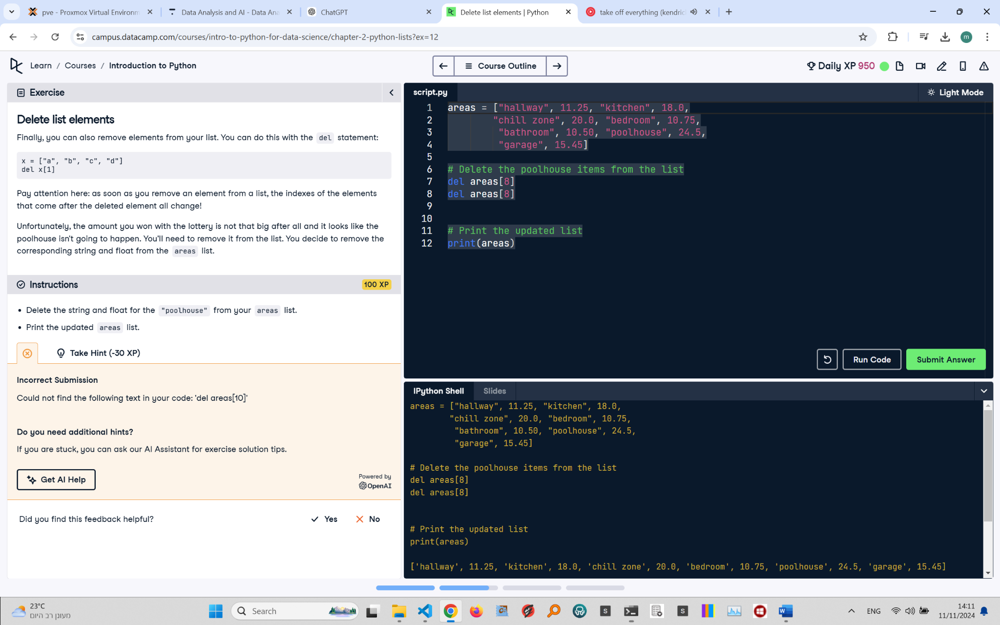 pve - Proxmox Virtual Environm
Data Analysis and AI - Data Ana
ChatGPT
Delete list elements | Python
take off everything (kendric
campus.datacamp.com/courses/intro-to-python-for-data-science/chapter-2-python-lists?ex=12
m
Learn / Courses / Introduction to Python
Course Outline
Daily XP 950
Exercise
Delete list elements
Finally, you can also remove elements from your list. You can do this with the del statement:
x = ["a", "b", "c", "d"]
del x[1]
Pay attention here: as soon as you remove an element from a list, the indexes of the elements
that come after the deleted element all change!
Unfortunately, the amount you won with the lottery is not that big after all and it looks like the
poolhouse isn't going to happen. You'll need to remove it from the list. You decide to remove the
corresponding string and float from the areas list.
Instructions
100 XP
• Delete the string and float for the "poolhouse" from your areas list.
• Print the updated areas list.
Take Hint (-30 XP)
Incorrect Submission
Could not find the following text in your code: 'del areas[10]'
Do you need additional hints?
If you are stuck, you can ask our AI Assistant for exercise solution tips.
Get AI Help
Powered by
OpenAI
Did you find this feedback helpful?
Yes
No
script.py
Light Mode
1 areas = ["hallway", 11.25, "kitchen", 18.0,
2 "chill zone", 20.0, "bedroom", 10.75,
3 "bathroom", 10.50, "poolhouse", 24.5,
4 "garage", 15.45]
5
6 # Delete the poolhouse items from the list
7 del areas[8]
8 del areas[8]
9
10
11 # Print the updated list
12 print(areas)
Run Code
Submit Answer
IPython Shell
Slides
areas = ["hallway", 11.25, "kitchen", 18.0,
"chill zone", 20.0, "bedroom", 10.75,
"bathroom", 10.50, "poolhouse", 24.5,
"garage", 15.45]
# Delete the poolhouse items from the list
del areas[8]
del areas[8]
# Print the updated list
print(areas)
['hallway', 11.25, 'kitchen', 18.0, 'chill zone', 20.0, 'bedroom', 10.75, 'poolhouse', 24.5, 'garage', 15.45]
23°C
מעונן רב היום
Search
ENG
14:11
11/11/2024